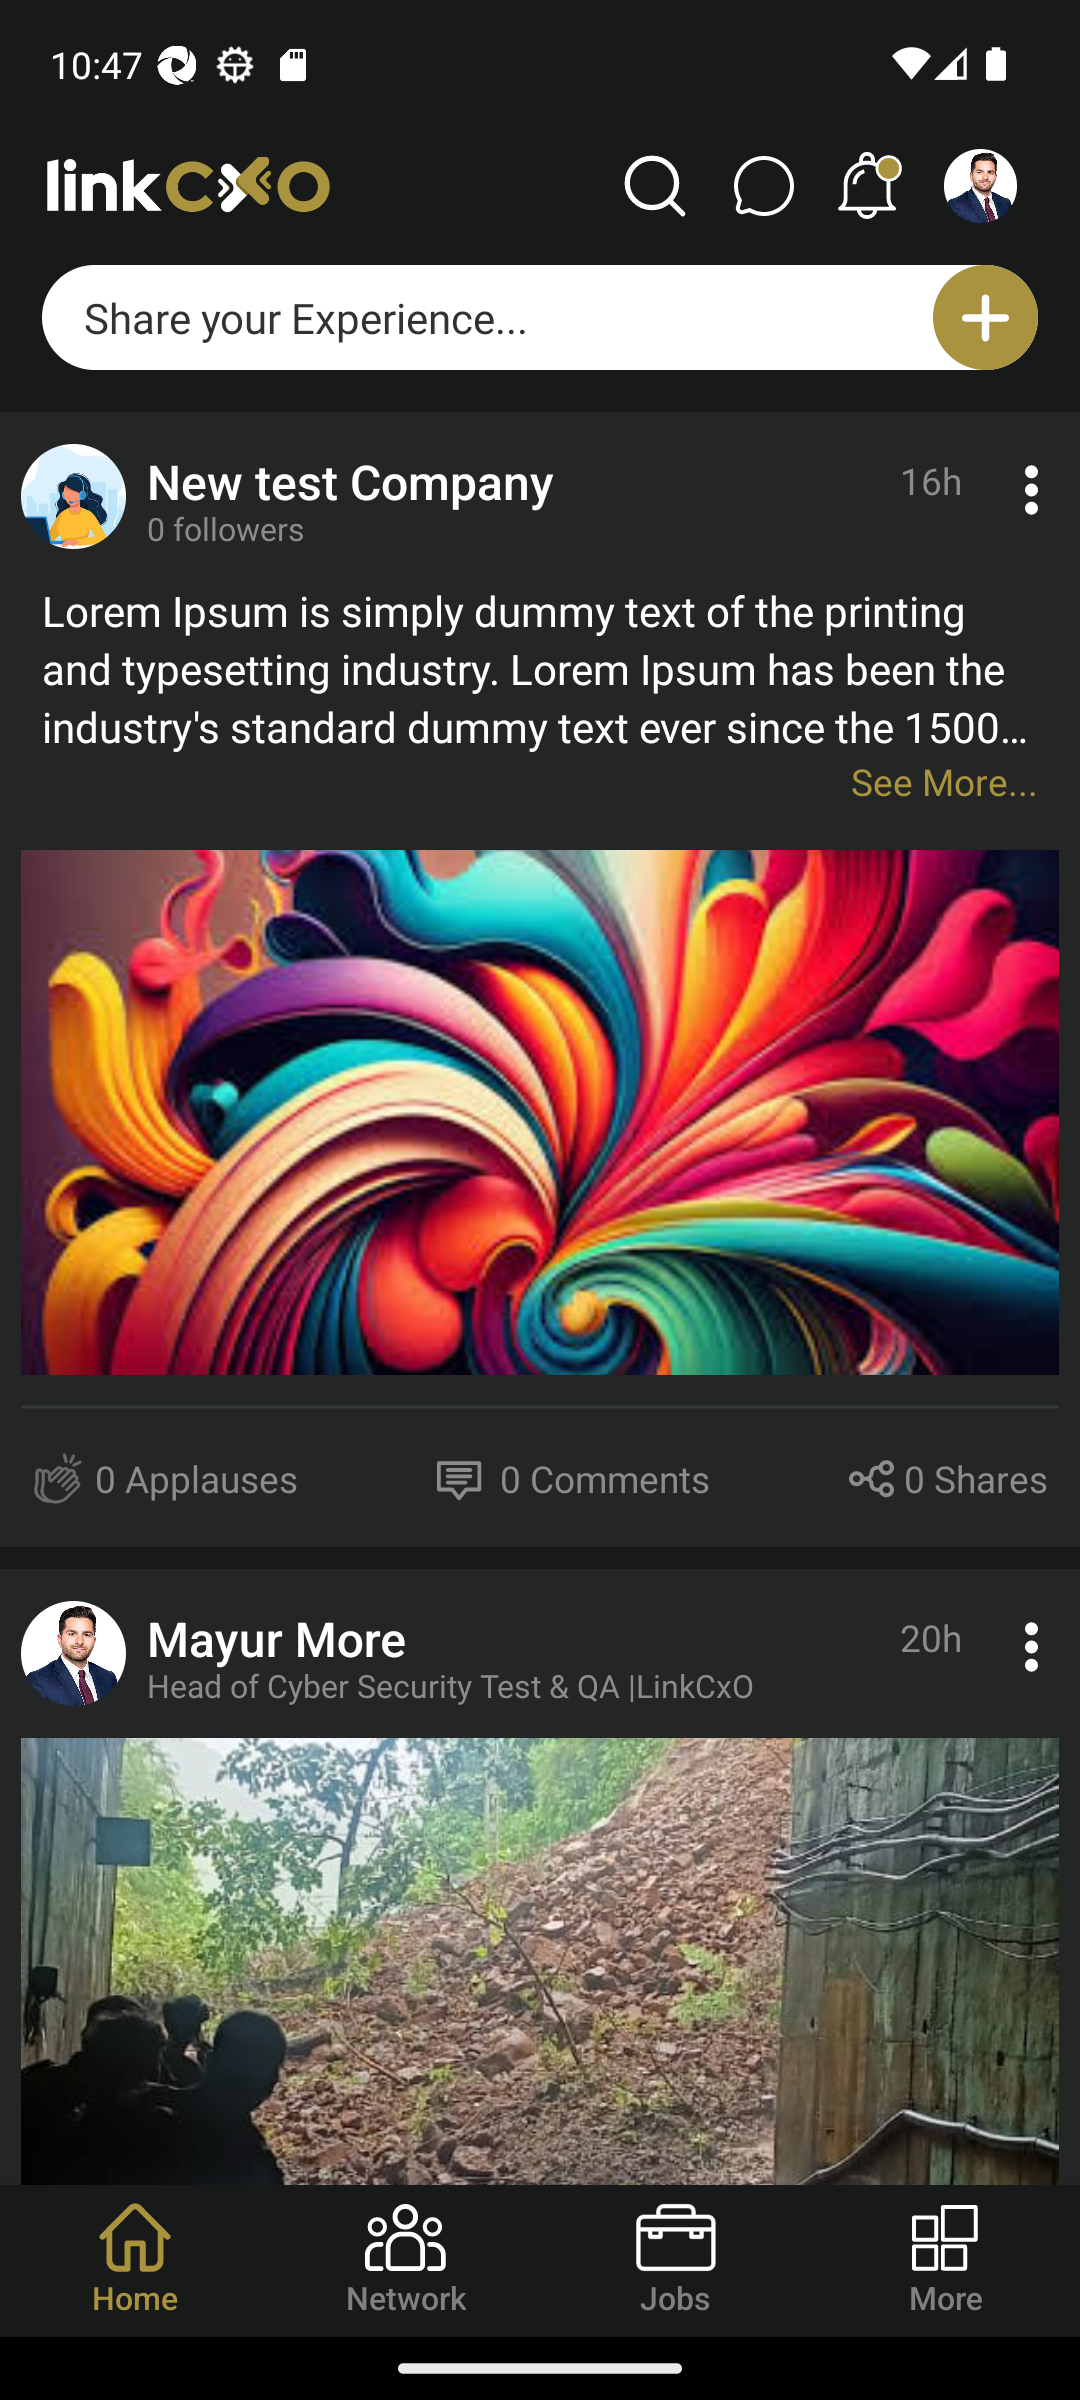 10:47
linkCXO
Share your Experience...
New test Company
16h
0 followers
Lorem Ipsum is simply dummy text of the printing
and typesetting industry. Lorem Ipsum has been the
industry's standard dummy text ever since the 1500...
See More...
0 Applauses
0 Comments
0 Shares
Mayur More
20h
Head of Cyber Security Test & QA |LinkCxO
Home
Network
Jobs
More